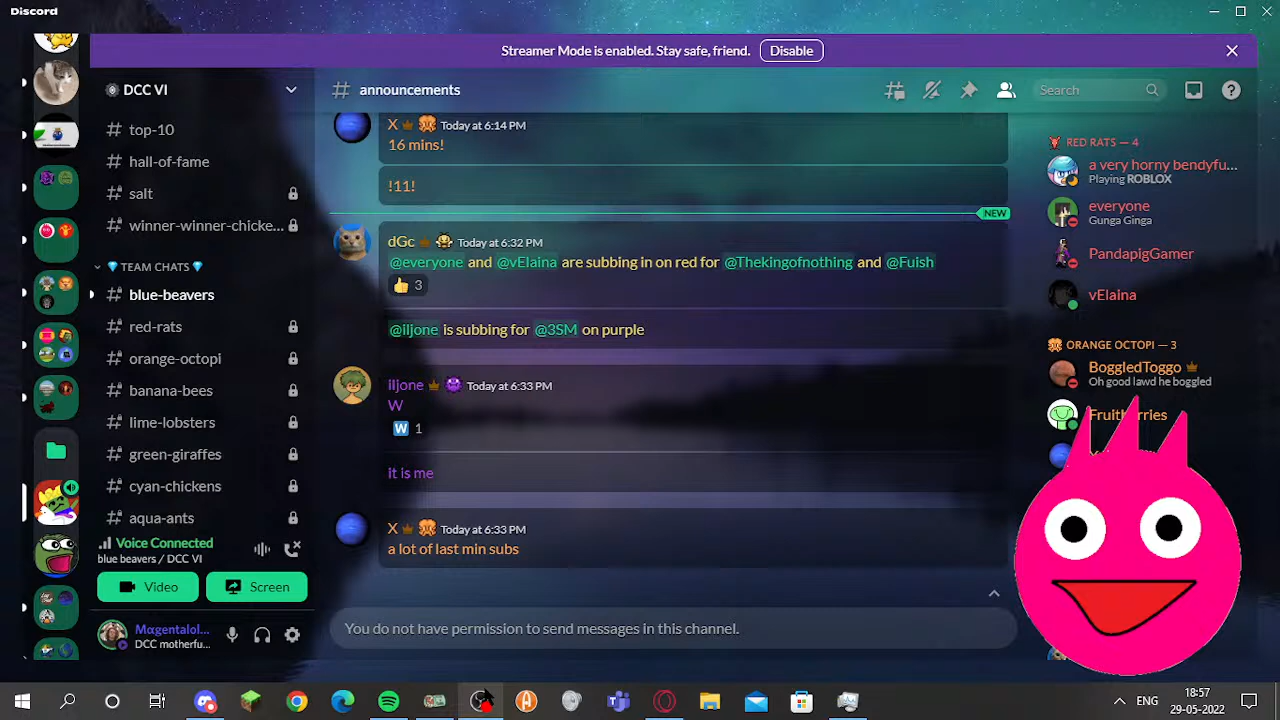 Discord
Streamer Mode is enabled. Stay safe, friend.
Disable
DCC VI
announcements
Search
top-10
hall-of-fame
salt
winner-winner-chicke...
TEAM CHATS
blue-beavers
red-rats
orange-octopi
banana-bees
lime-lobsters
green-giraffes
cyan-chickens
aqua-ants
Voice Connected
blue beavers / DCC VI
Video
Screen
Mαgentalol...
DCC motherfu...
X Today at 6:14 PM
16 mins!
!11!
NEW
dGc Today at 6:32 PM
@everyone and @vElaina are subbing in on red for @Thekingofnothing and @Fuish
3
@iIjone is subbing for @3SM on purple
iIjone Today at 6:33 PM
W
W 1
it is me
X Today at 6:33 PM
a lot of last min subs
You do not have permission to send messages in this channel.
RED RATS — 4
a very horny bendyfu...
Playing ROBLOX
everyone
Gunga Ginga
PandapigGamer
vElaina
ORANGE OCTOPI — 3
BoggledToggo
Oh good lawd he boggled
ENG
18:57
29-05-2022